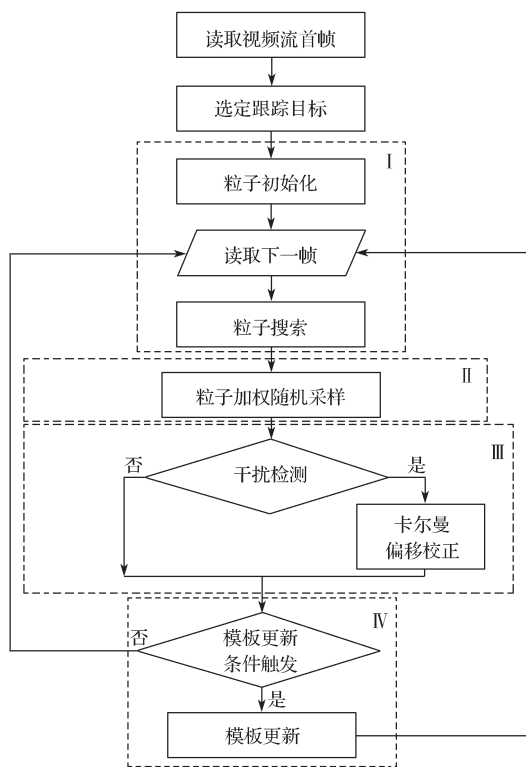 读取视频流首帧
选定跟踪目标
Ⅰ
粒子初始化
读取下一帧
粒子搜索
Ⅱ
粒子加权随机采样
Ⅲ
否
干扰检测
是
卡尔曼
偏移校正
Ⅳ
否
模板更新
条件触发
是
模板更新